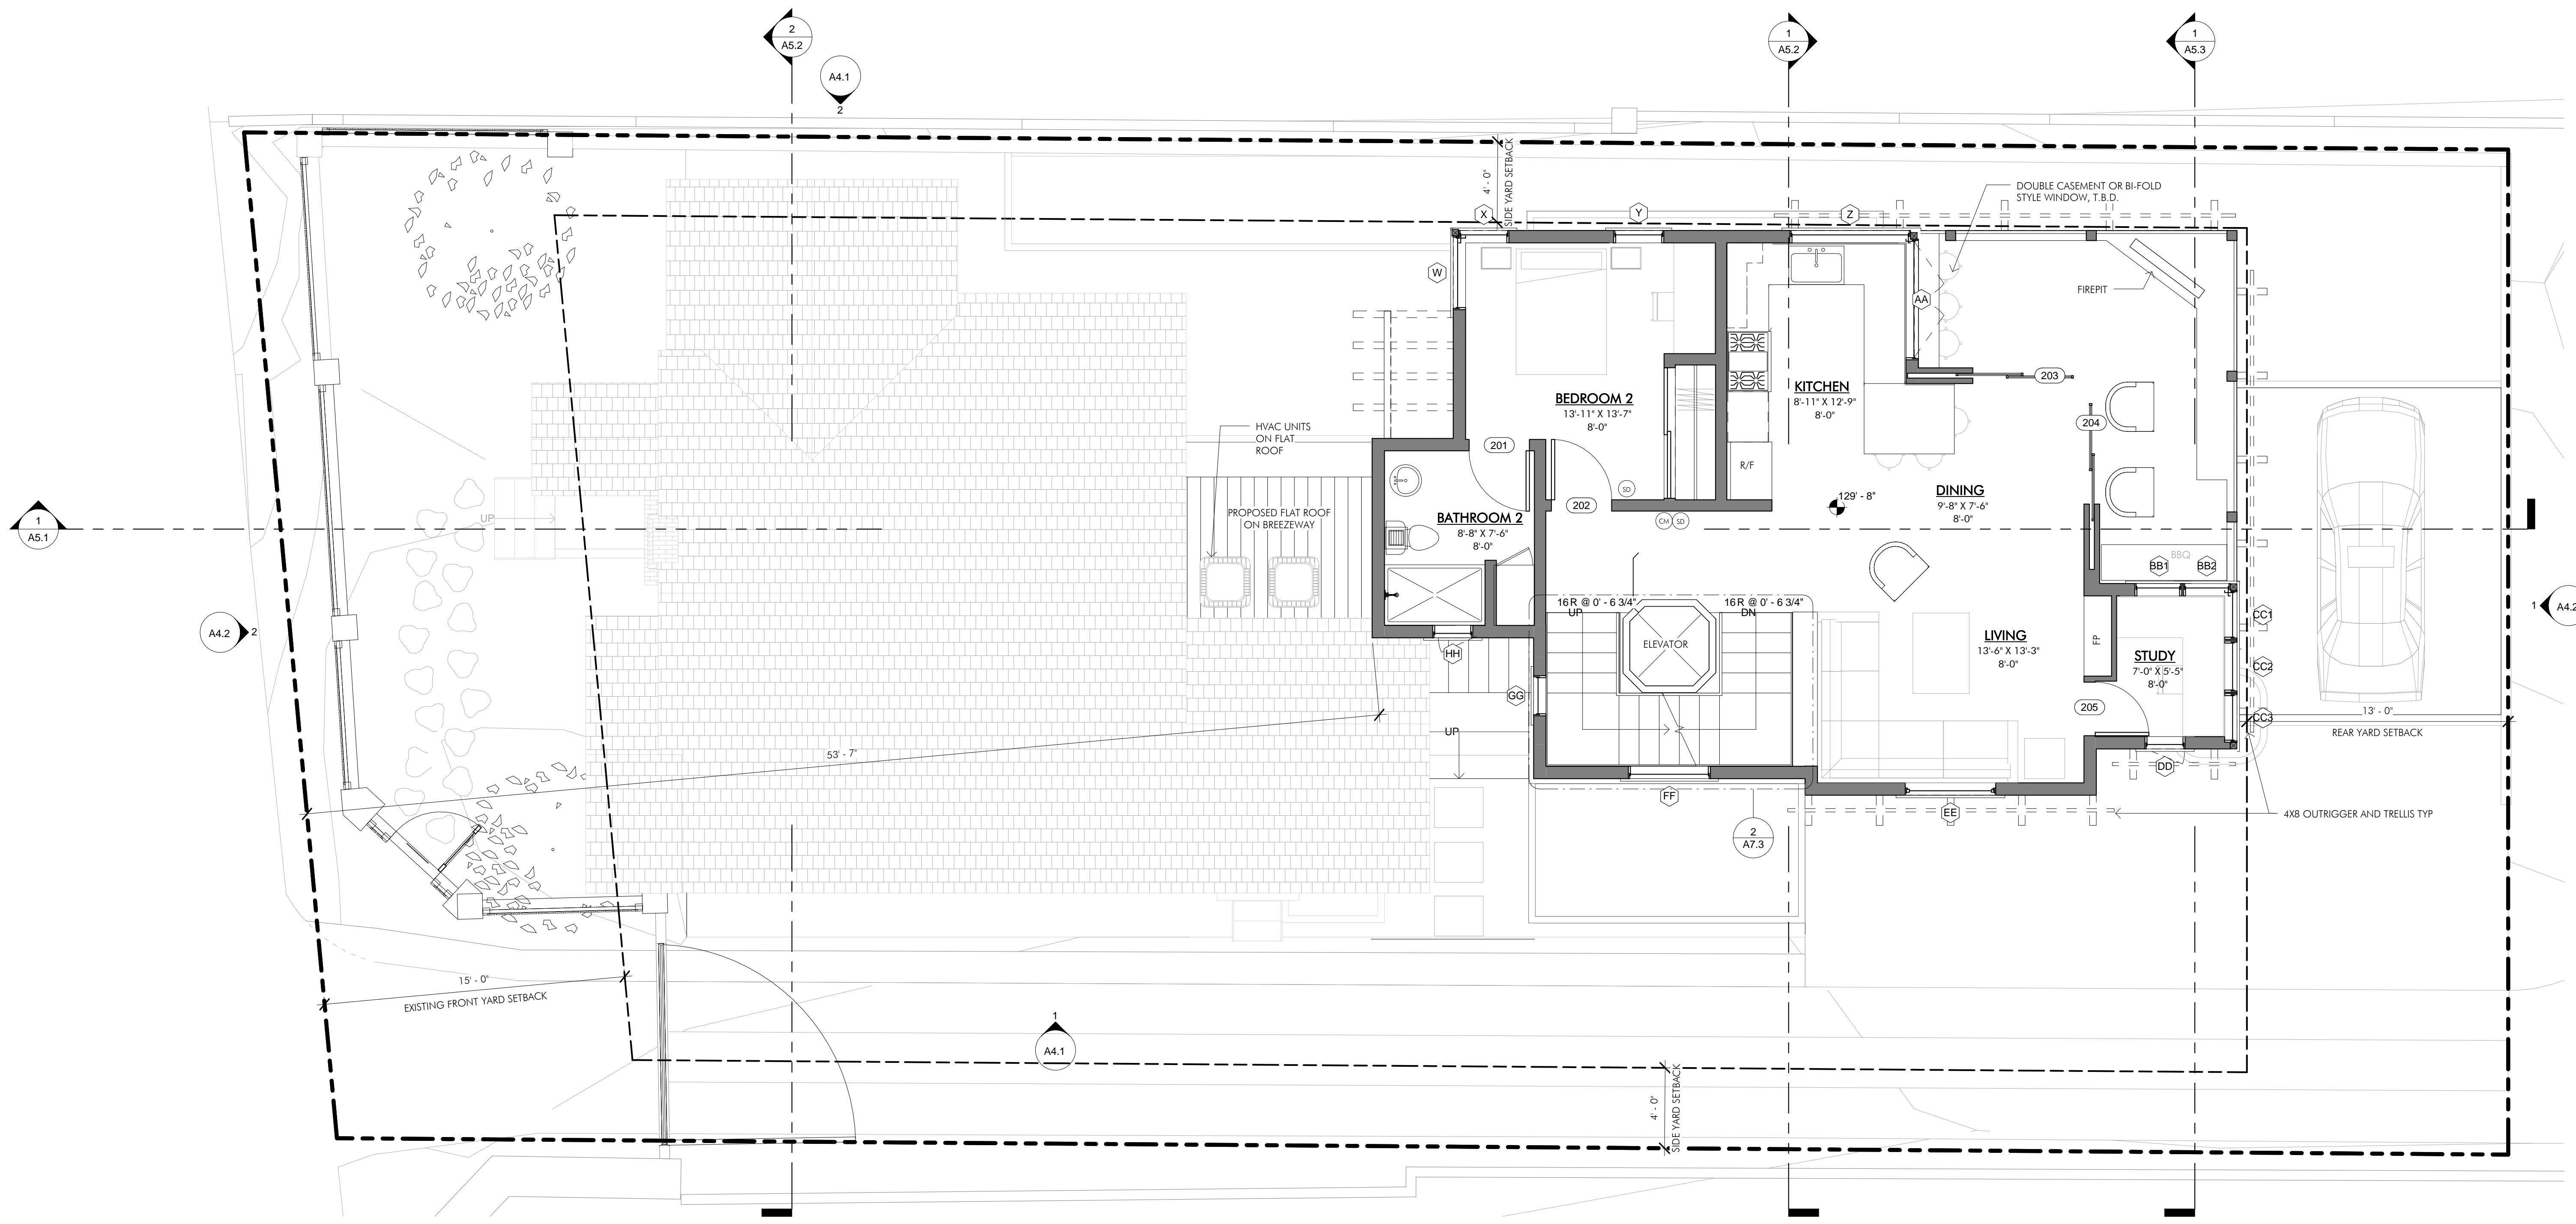 2
A5.2
1
A5.2
1
A5.3
A4.1
2
4' - 0"
SIDE YARD SETBACK
DOUBLE CASEMENT OR BI-FOLD
STYLE WINDOW, T.B.D.
X
Y
Z
W
AA
FIREPIT
203
KITCHEN
8'-11" X 12'-9"
8'-0"
BEDROOM 2
13'-11" X 13'-7"
8'-0"
204
HVAC UNITS
ON FLAT
ROOF
201
R/F
SD
202
129' - 8"
DINING
9'-8" X 7'-6"
8'-0"
PROPOSED FLAT ROOF
ON BREEZEWAY
BATHROOM 2
8'-8" X 7'-6"
8'-0"
CM
SD
UP
1
A5.1
BBQ
BB1
BB2
16R @ 0' - 6 3/4"
UP
16R @ 0' - 6 3/4"
DN
1
A4.2
CC1
A4.2
2
ELEVATOR
LIVING
13'-6" X 13'-3"
8'-0"
FP
HH
STUDY
7'-0" X 5'-5"
8'-0"
CC2
GG
205
CC3
13' - 0"
REAR YARD SETBACK
UP
53' - 7"
DD
FF
EE
4X8 OUTRIGGER AND TRELLIS TYP
2
A7.3
15' - 0"
EXISTING FRONT YARD SETBACK
1
A4.1
4' - 0"
SIDE YARD SETBACK